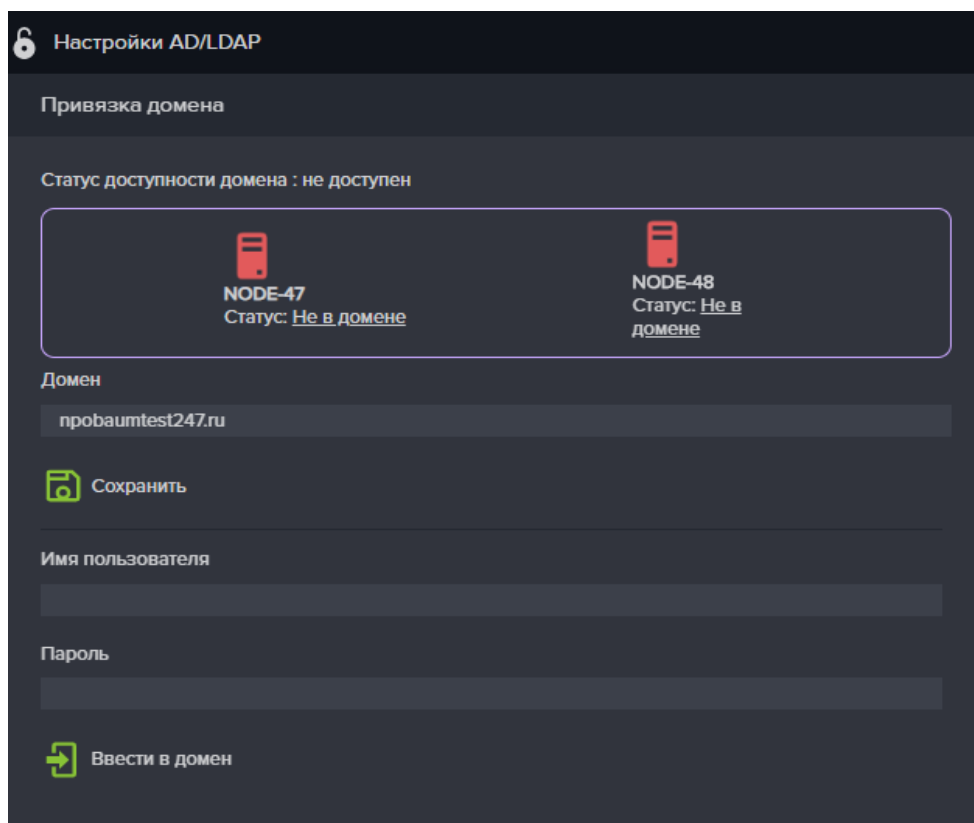 Настройки AD/LDAP
Привязка домена
Статус доступности домена : не доступен
NODE-47
Статус: Не в домене
NODE-48
Статус: Не в
домене
Домен
npobaumtest247.ru
Сохранить
Имя пользователя
Пароль
Ввести в домен